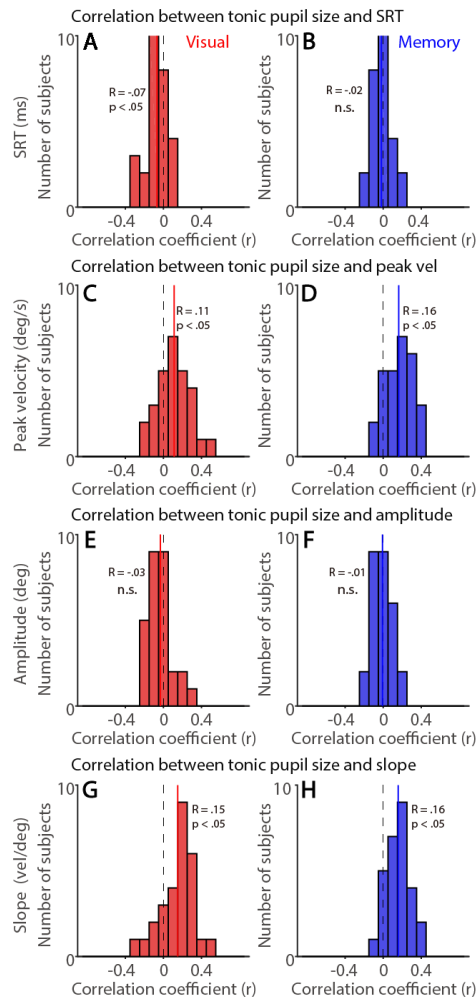 Correlation between tonic pupil size and SRT
A Visual B Memory
10 10
R = -.07 R = -.02
p < .05 n.s.
SRT (ms)
Number of subjects Number of subjects
0 0
-0.4 0 0.4 -0.4 0 0.4
Correlation coefficient (r) Correlation coefficient (r)
Correlation between tonic pupil size and peak vel
C D
10 10
R = .11 R = .16
p < .05 p < .05
Peak velocity (deg/s)
Number of subjects Number of subjects
0 0
-0.4 0 0.4 -0.4 0 0.4
Correlation coefficient (r) Correlation coefficient (r)
Correlation between tonic pupil size and amplitude
E F
10 10
R = -.03 R = -.01
n.s. n.s.
Amplitude (deg)
Number of subjects Number of subjects
0 0
-0.4 0 0.4 -0.4 0 0.4
Correlation coefficient (r) Correlation coefficient (r)
Correlation between tonic pupil size and slope
G H
10 10
R = .15 R = .16
p < .05 p < .05
Slope (vel/deg)
Number of subjects Number of subjects
0 0
-0.4 0 0.4 -0.4 0 0.4
Correlation coefficient (r) Correlation coefficient (r)